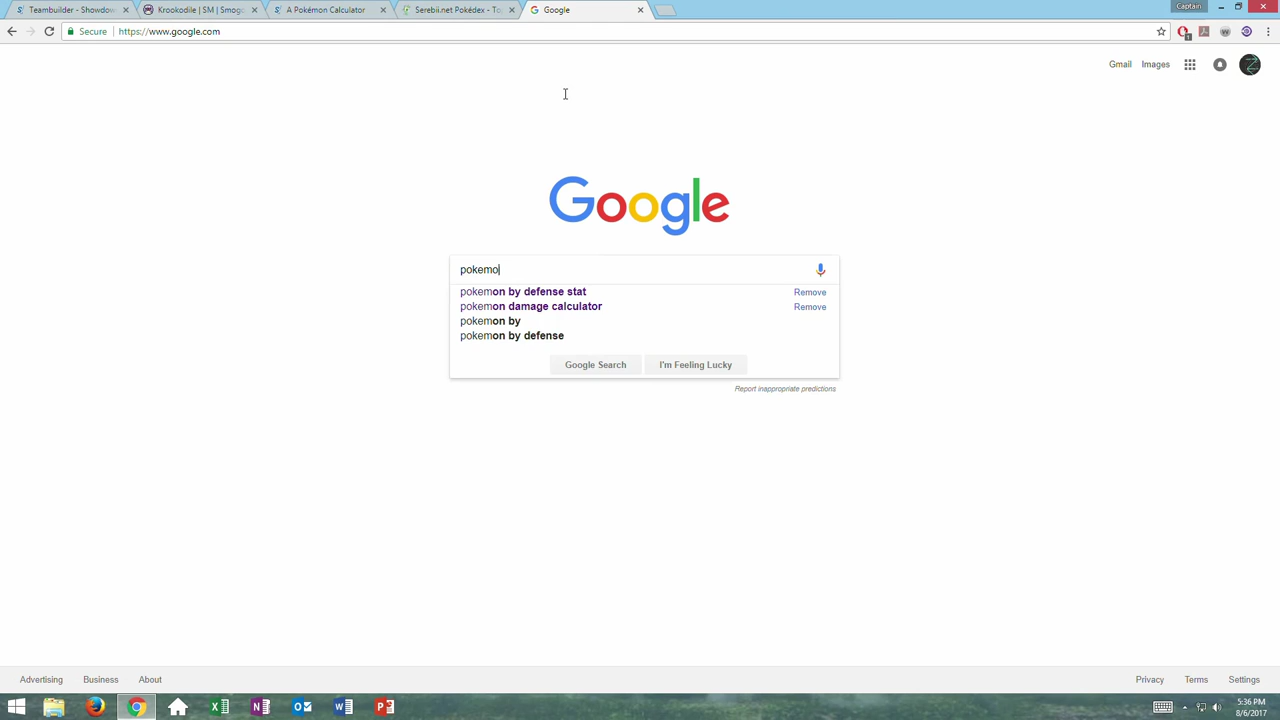 Teambuilder - Showdow
Krookodile | SM | Smogo
A Pokémon Calculator
Serebii.net Pokédex - To
Google
Captain
Secure
https://www.google.com
Gmail
Images
Google
pokemo
pokemon by defense stat
Remove
pokemon damage calculator
Remove
pokemon by
pokemon by defense
Google Search
I'm Feeling Lucky
Report inappropriate predictions
Advertising
Business
About
Privacy
Terms
Settings
5:36 PM
8/6/2017